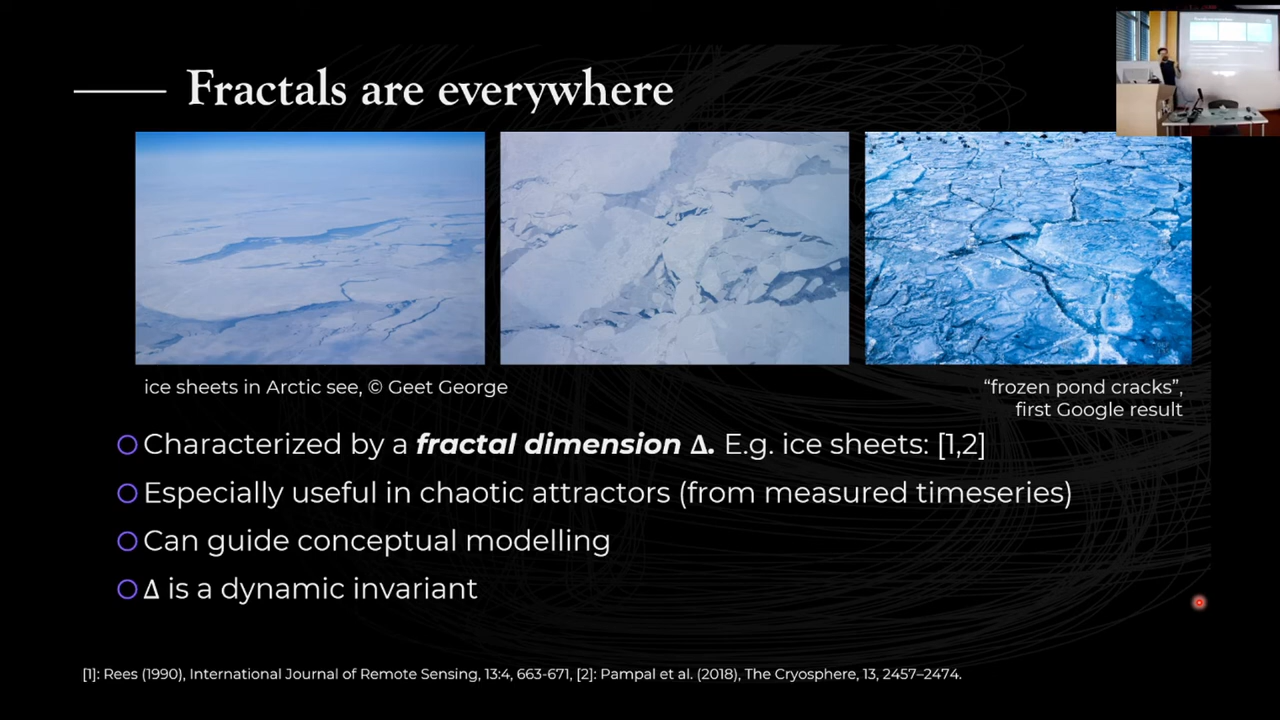 Fractals are everywhere
ice sheets in Arctic see, © Geet George
“frozen pond cracks”,
first Google result
Characterized by a fractal dimension Δ. E.g. ice sheets: [1,2]
Especially useful in chaotic attractors (from measured timeseries)
Can guide conceptual modelling
Δ is a dynamic invariant
[1]: Rees (1990), International Journal of Remote Sensing, 13:4, 663-671, [2]: Pampal et al. (2018), The Cryosphere, 13, 2457–2474.